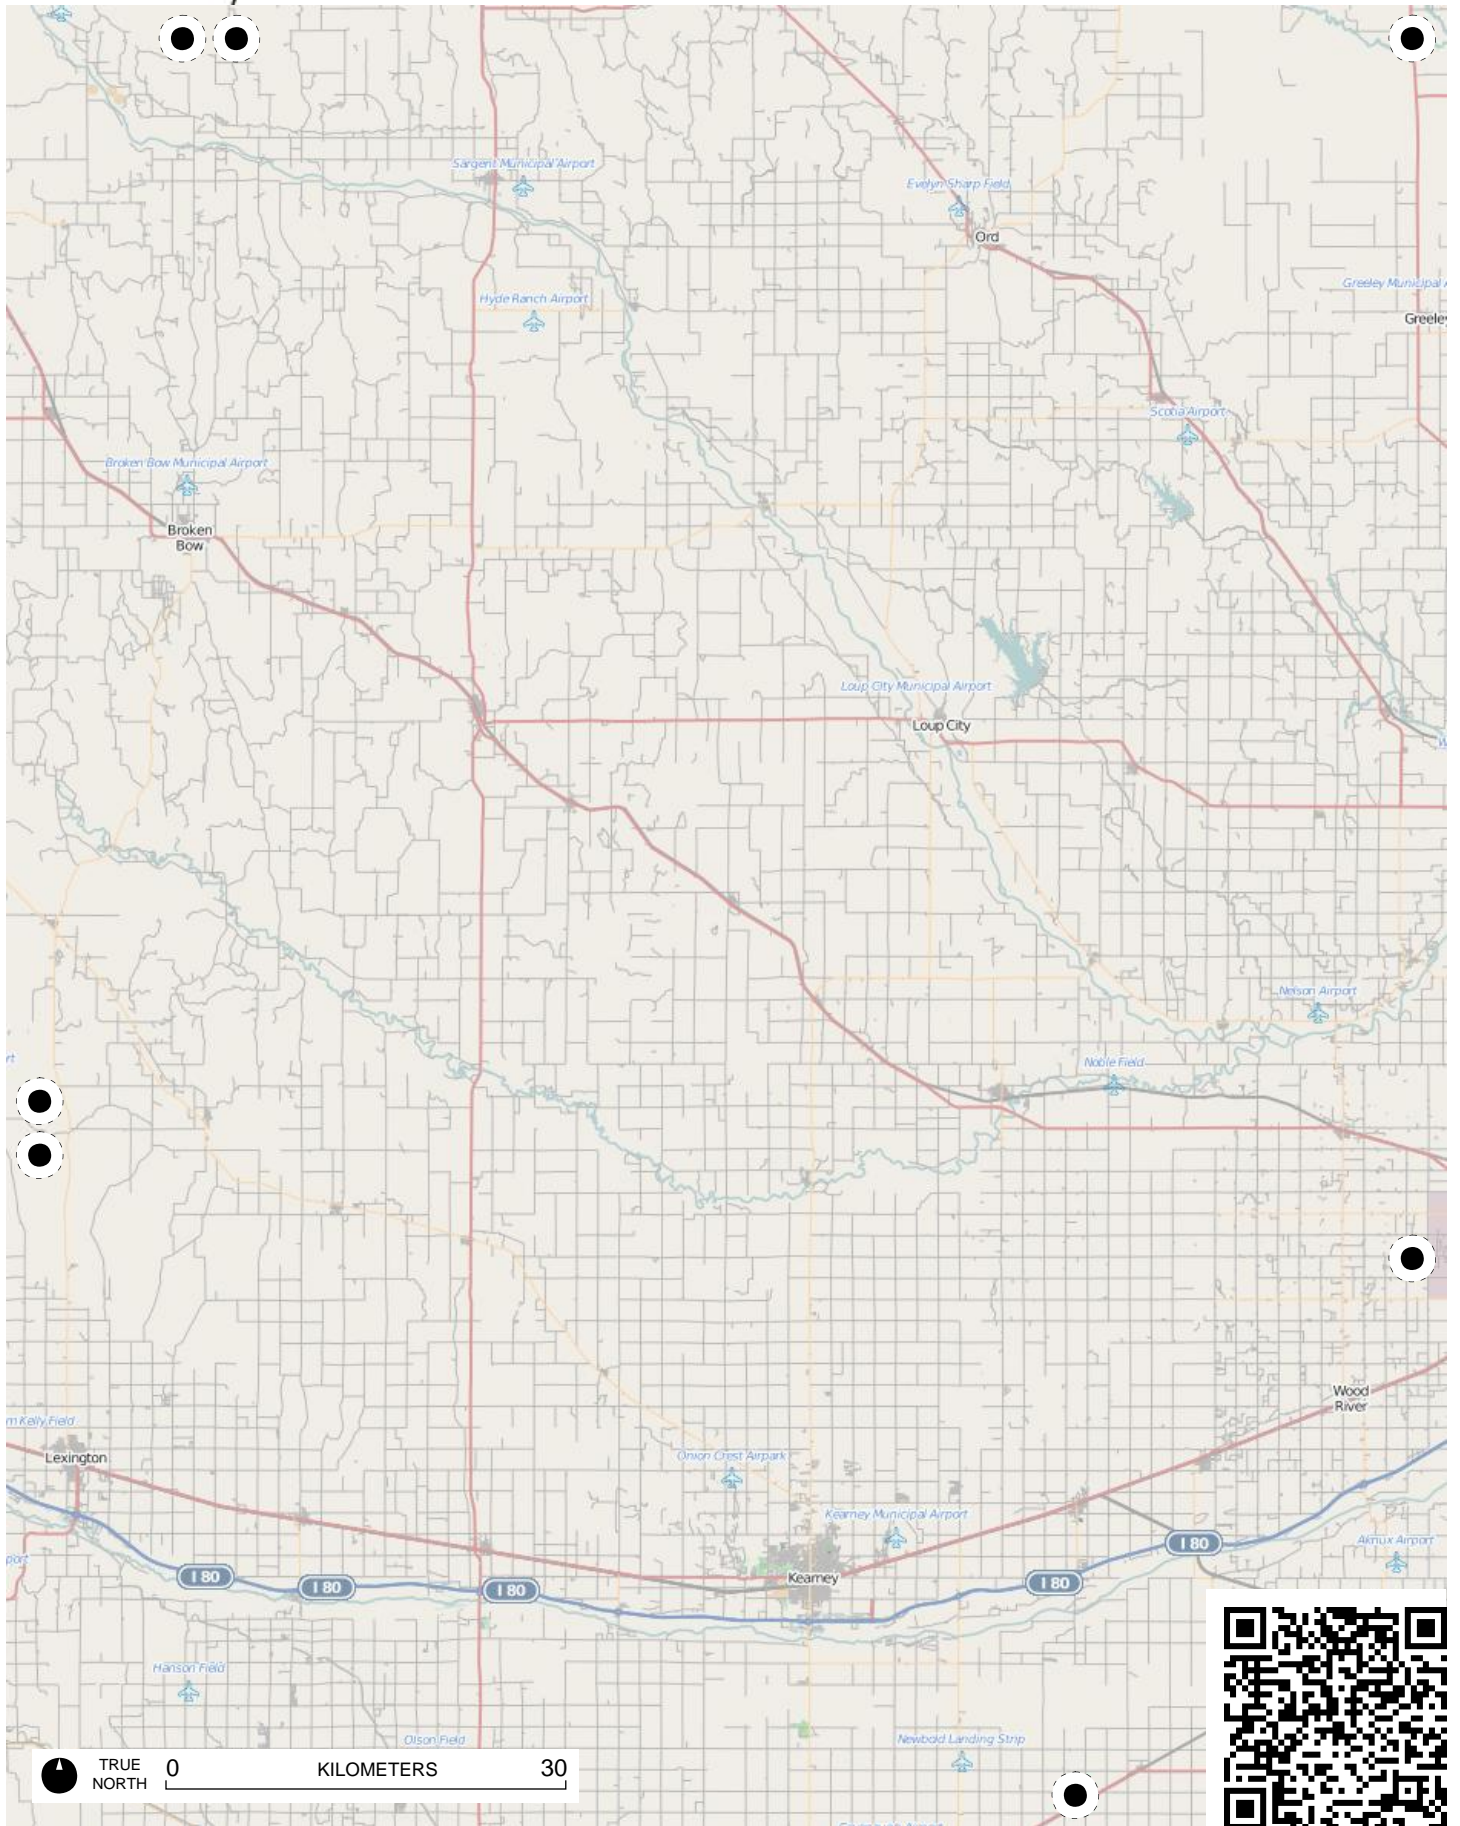 Sargent Municipal Airport
Evelyn Sharp Field
Ord
Greeley Municipal
Hyde Ranch Airport
Greeley
Scotia Airport
Broken Bow Municipal Airport
Broken
Bow
Loup City Municipal Airport
Loup City
W
Nelson Airport
rt
Noble Field
Wood
River
m Kelly Field
Lexington
Onion Crest Airpark
Kearney Municipal Airport
Almux Airport
I 80
port
I 80
I 80
I 80
I 80
Kearney
Hanson Field
Olson Field
Newbold Landing Strip
TRUE
NORTH
0
KILOMETERS
30